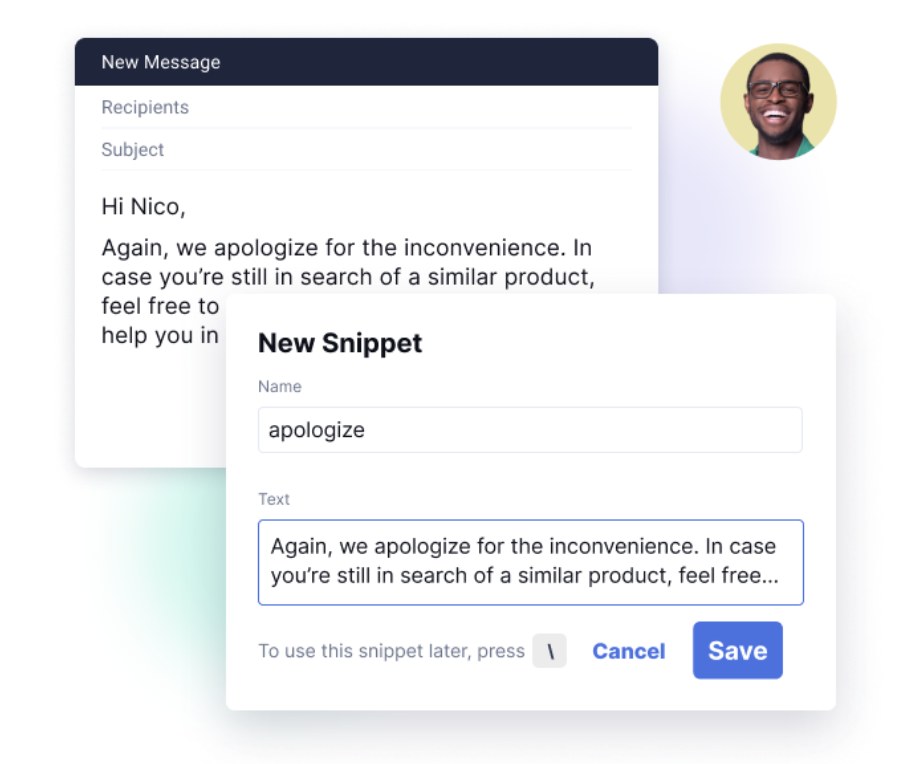 New Message
Recipients
Subject
Hi Nico,
Again, we apologize for the inconvenience. In
case you’re still in search of a similar product,
feel free to
help you in
New Snippet
Name
apologize
Text
Again, we apologize for the inconvenience. In case
you’re still in search of a similar product, feel free...
To use this snippet later, press \ Cancel Save